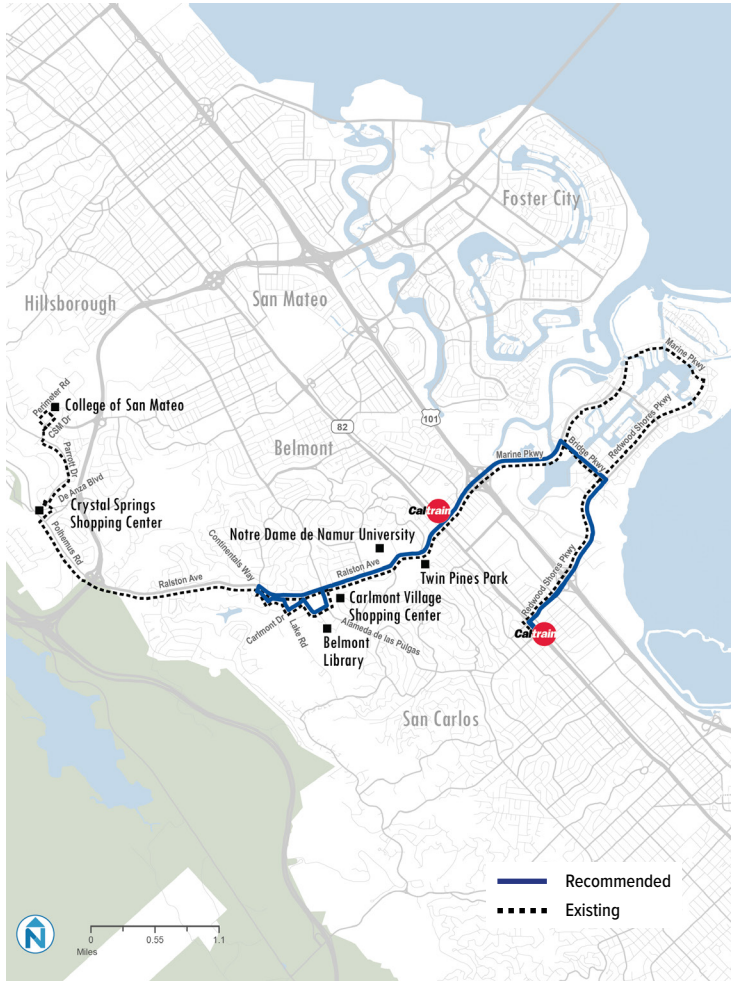 Foster City
Hillsborough
San Mateo
Marine Pkwy
Perimeter Rd
College of San Mateo
CSM Dr
82
101
Redwood Shores Pkwy
Parrott Dr
Belmont
Marine Pkwy
Bridge Pkwy
De Anza Blvd
Crystal Springs
Shopping Center
Caltrain
Polhemus Rd
Notre Dame de Namur University
Continentals Way
Ralston Ave
Ralston Ave
Twin Pines Park
Redwood Shores Pkwy
Carlmont Village
Shopping Center
Carlmont Dr
Lake Rd
Alameda de las Pulgas
Belmont
Library
Caltrain
San Carlos
Recommended
Existing
N
0 0.55 1.1
Miles